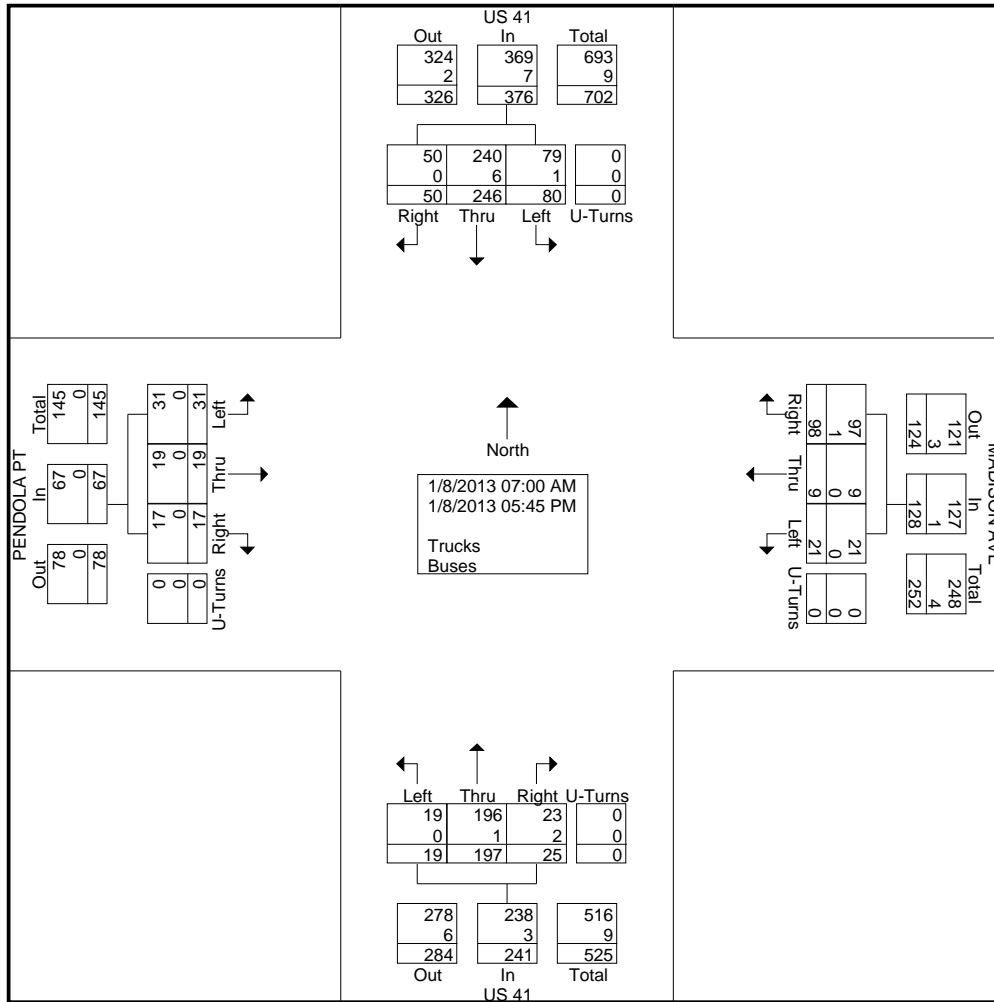 US 41
Out In Total
324 369 693
2 7 9
326 376 702
50 240 79 0
0 6 1 0
50 246 80 0
Right Thru Left U-Turns
PENDOLA PT
Total In Out
145 67 78
0 0 0
145 67 78
31 19 17 0
0 0 0 0
31 19 17 0
Left Thru Right U-Turns
North
1/8/2013 07:00 AM
1/8/2013 05:45 PM
Trucks
Buses
MADISON AVE
Out In Total
121 127 248
3 1 4
124 128 252
97 9 21 0
1 0 0 0
98 9 21 0
Right Thru Left U-Turns
Left Thru Right U-Turns
19 196 23 0
0 1 2 0
19 197 25 0
278 238 516
6 3 9
284 241 525
Out In Total
US 41